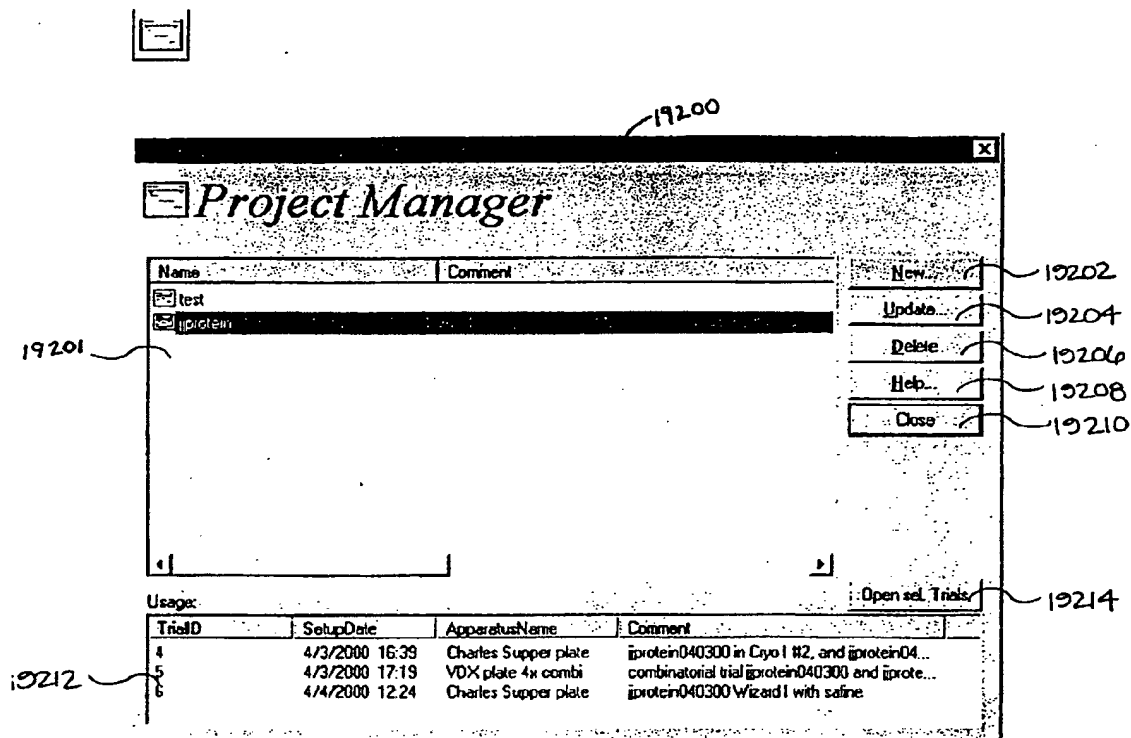 19200
Project Manager
Name Comment
test
jjprotein
New...
Update...
Delete
Help...
Close
19202
19204
19206
19208
19210
19201
Open sel. Trials
19214
Usage:
TrialID SetupDate ApparatusName Comment
4 4/3/2000 16:39 Charles Supper plate jjprotein040300 in Cryo I #2, and jjprotein04...
5 4/3/2000 17:19 VDX plate 4x combi combinatorial trial jjprotein040300 and jjprote...
6 4/4/2000 12:24 Charles Supper plate jjprotein040300 Wizard I with saline
19212